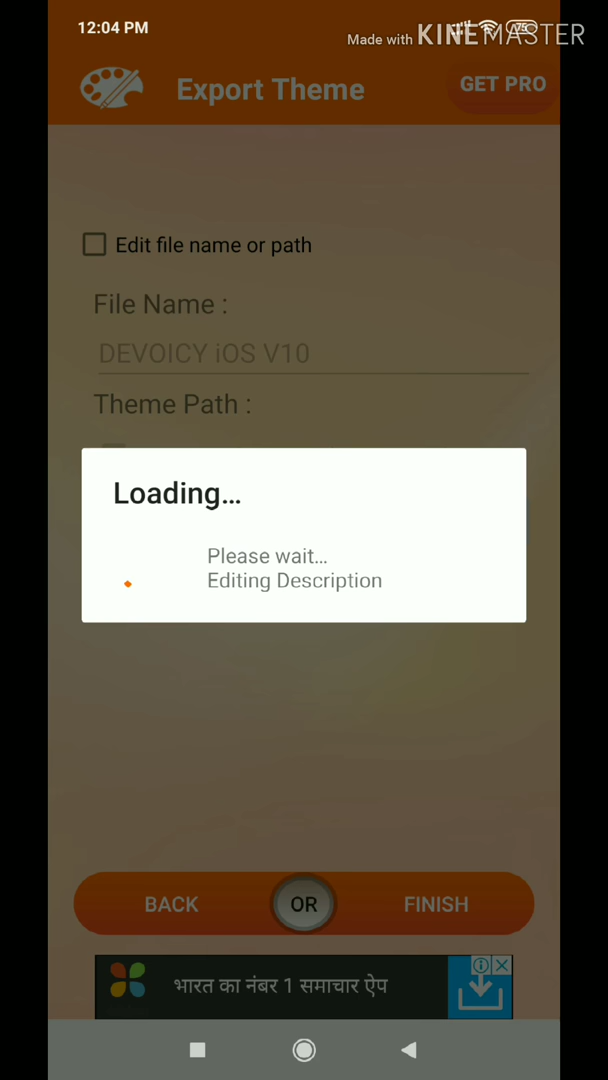 12:04 PM
75
Made with KINEMASTER
Export Theme
GET PRO
Edit file name or path
File Name :
DEVOICY iOS V10
Theme Path :
Loading...
Please wait...
Editing Description
BACK
OR
FINISH
भारत का नंबर 1 समाचार ऐप